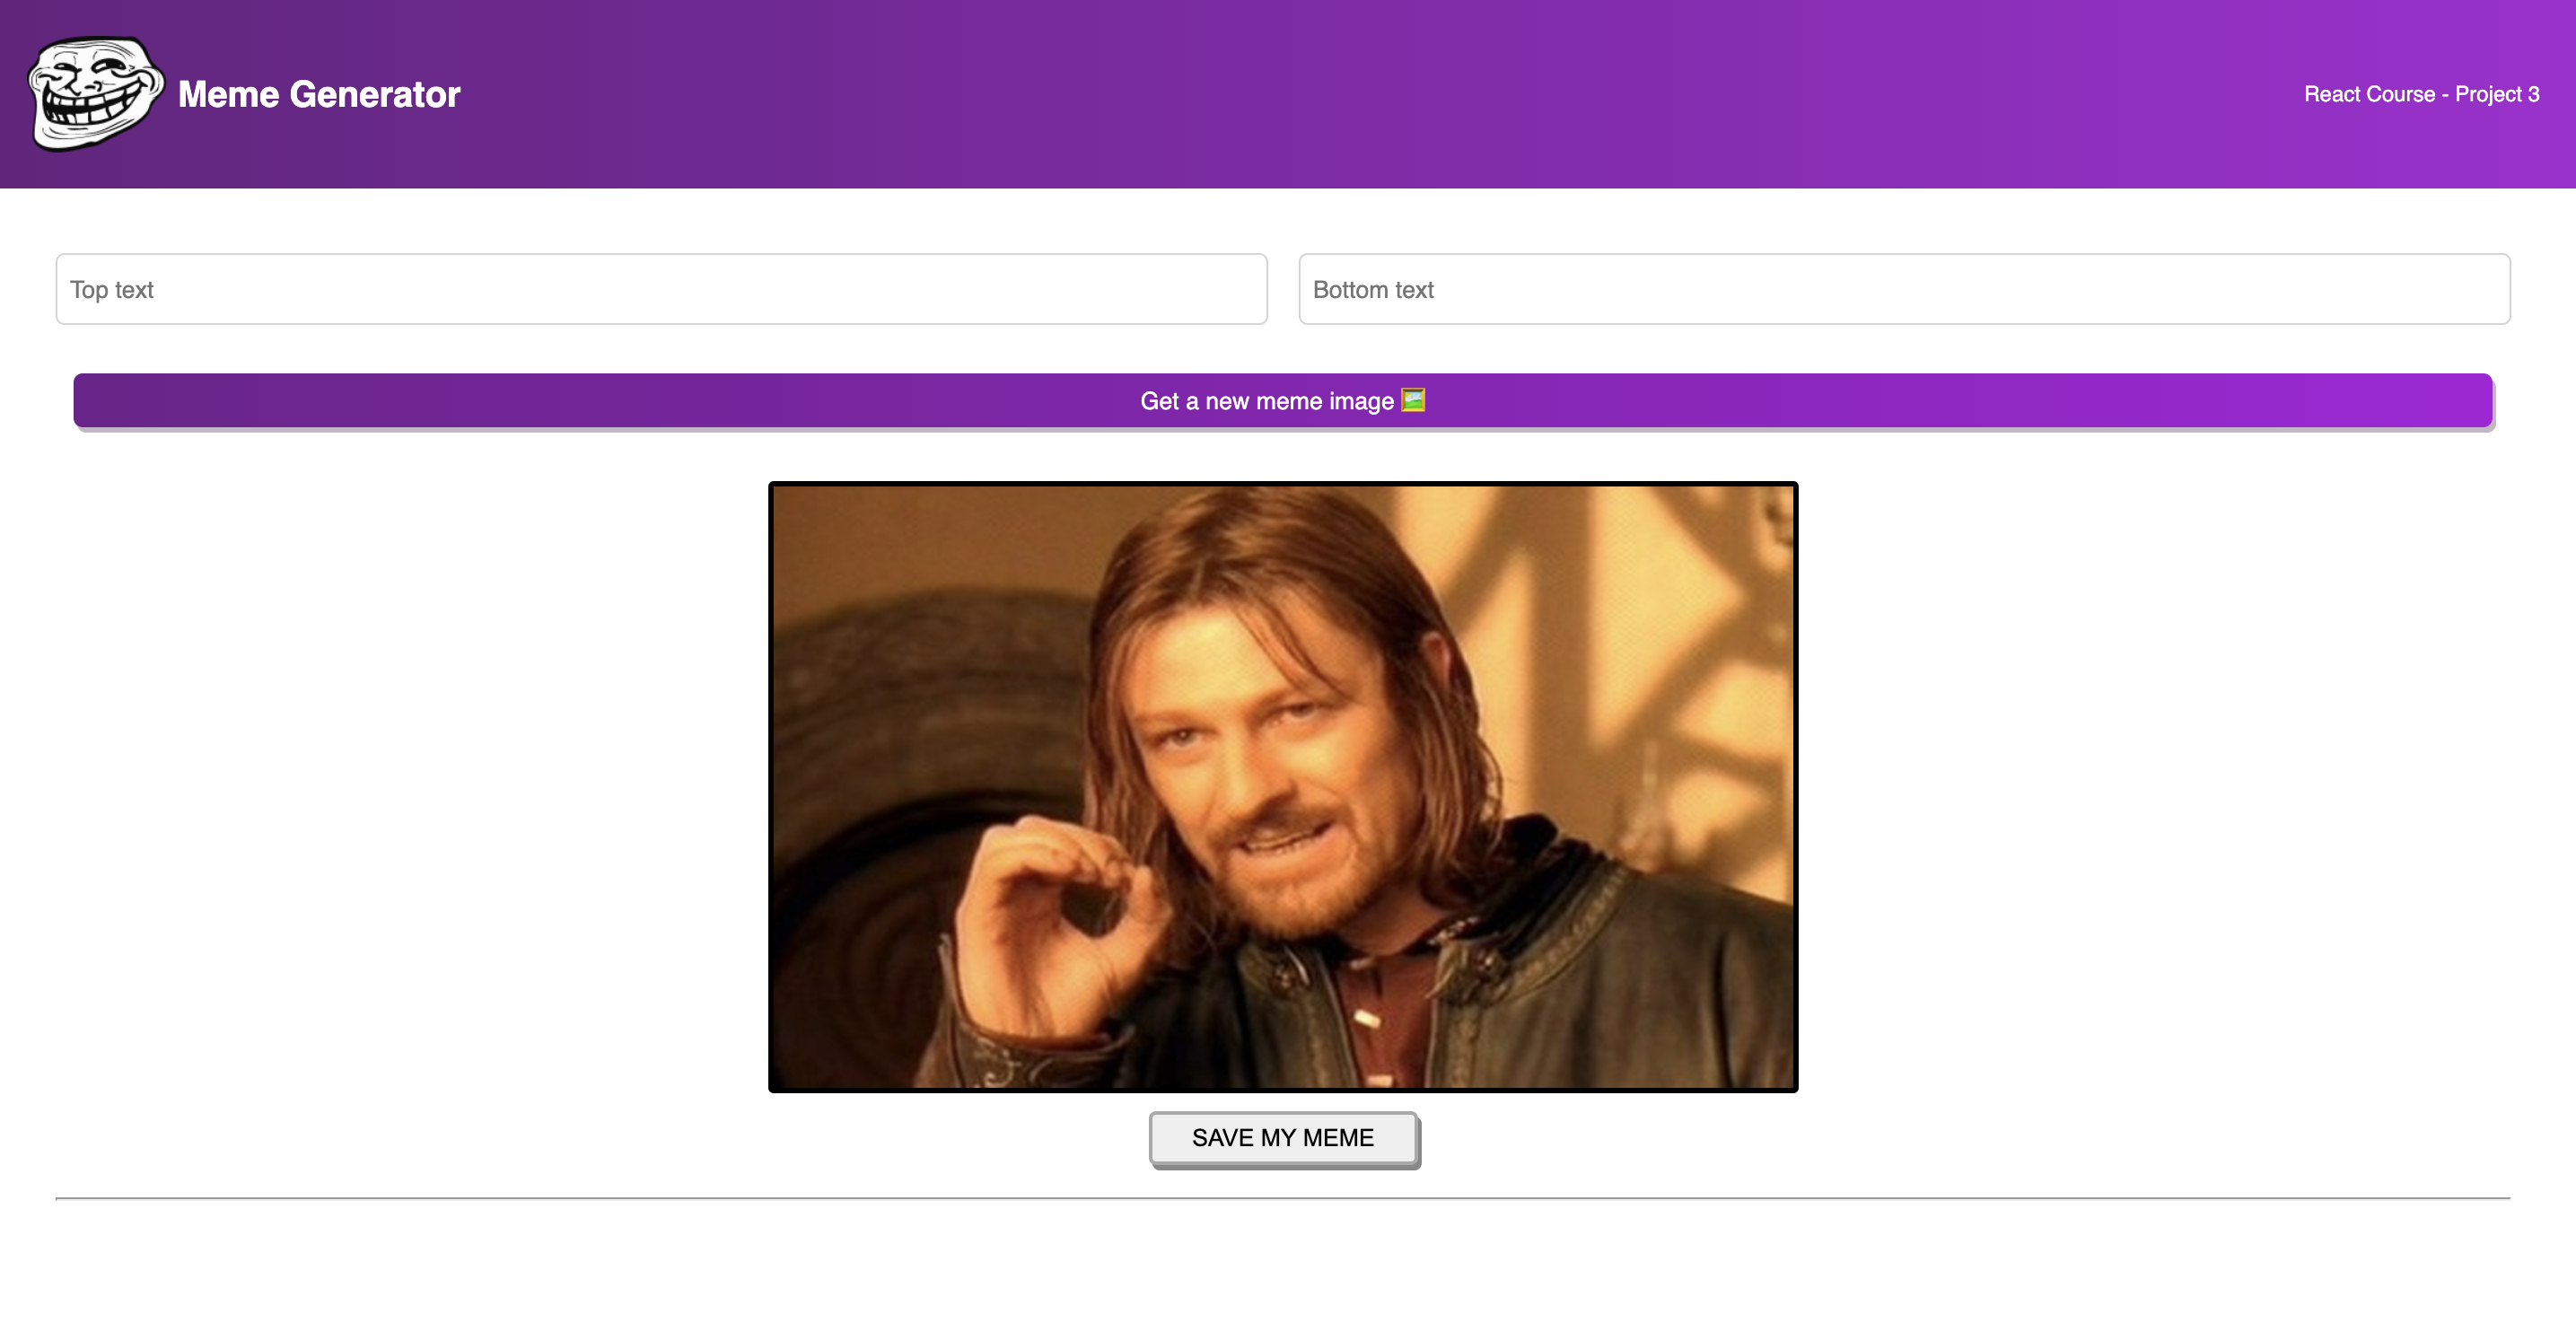 Meme Generator
React Course - Project 3
Top text
Bottom text
Get a new meme image 🖼️
SAVE MY MEME